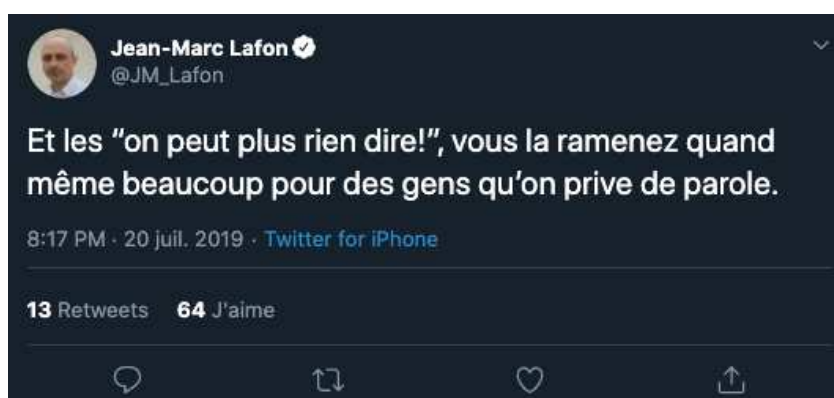 Jean-Marc Lafon
@JM_Lafon
Et les “on peut plus rien dire!”, vous la ramenez quand
même beaucoup pour des gens qu’on prive de parole.
8:17 PM · 20 juil. 2019 · Twitter for iPhone
13 Retweets 64 J'aime